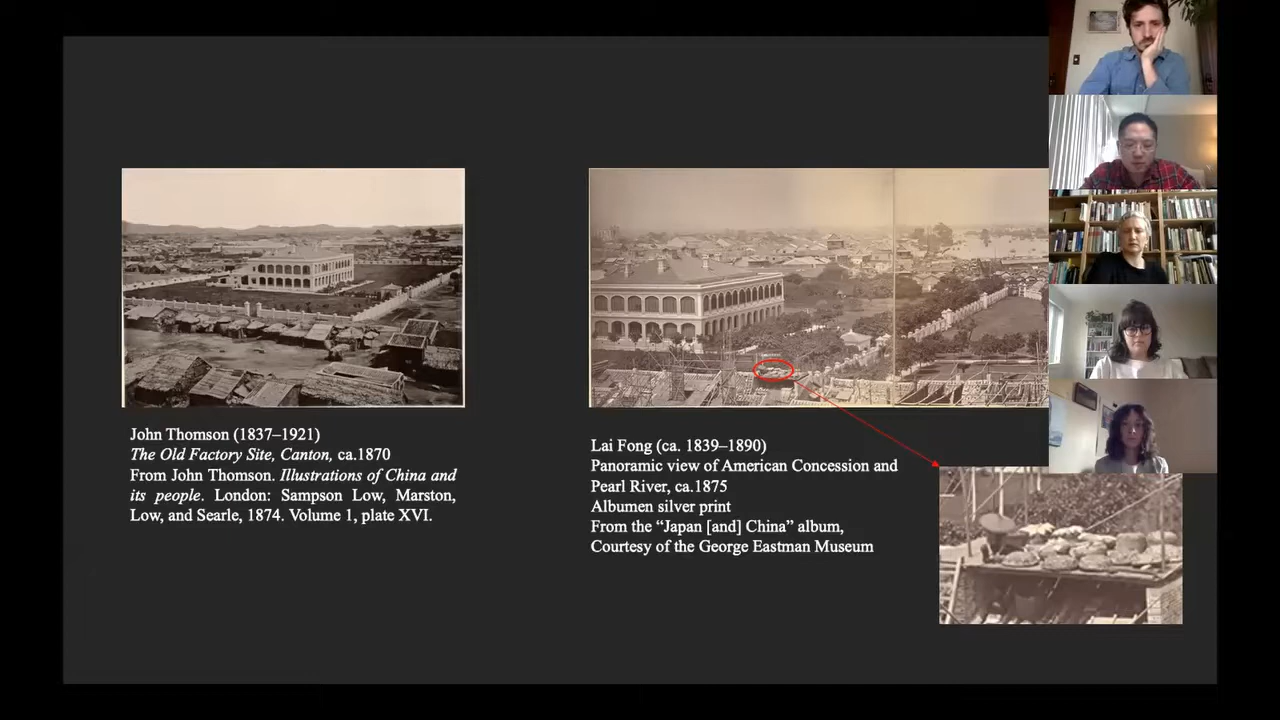 John Thomson (1837–1921)
The Old Factory Site, Canton, ca.1870
From John Thomson. Illustrations of China and
its people. London: Sampson Low, Marston,
Low, and Searle, 1874. Volume 1, plate XVI.
Lai Fong (ca. 1839–1890)
Panoramic view of American Concession and
Pearl River, ca.1875
Albumen silver print
From the “Japan [and] China” album,
Courtesy of the George Eastman Museum